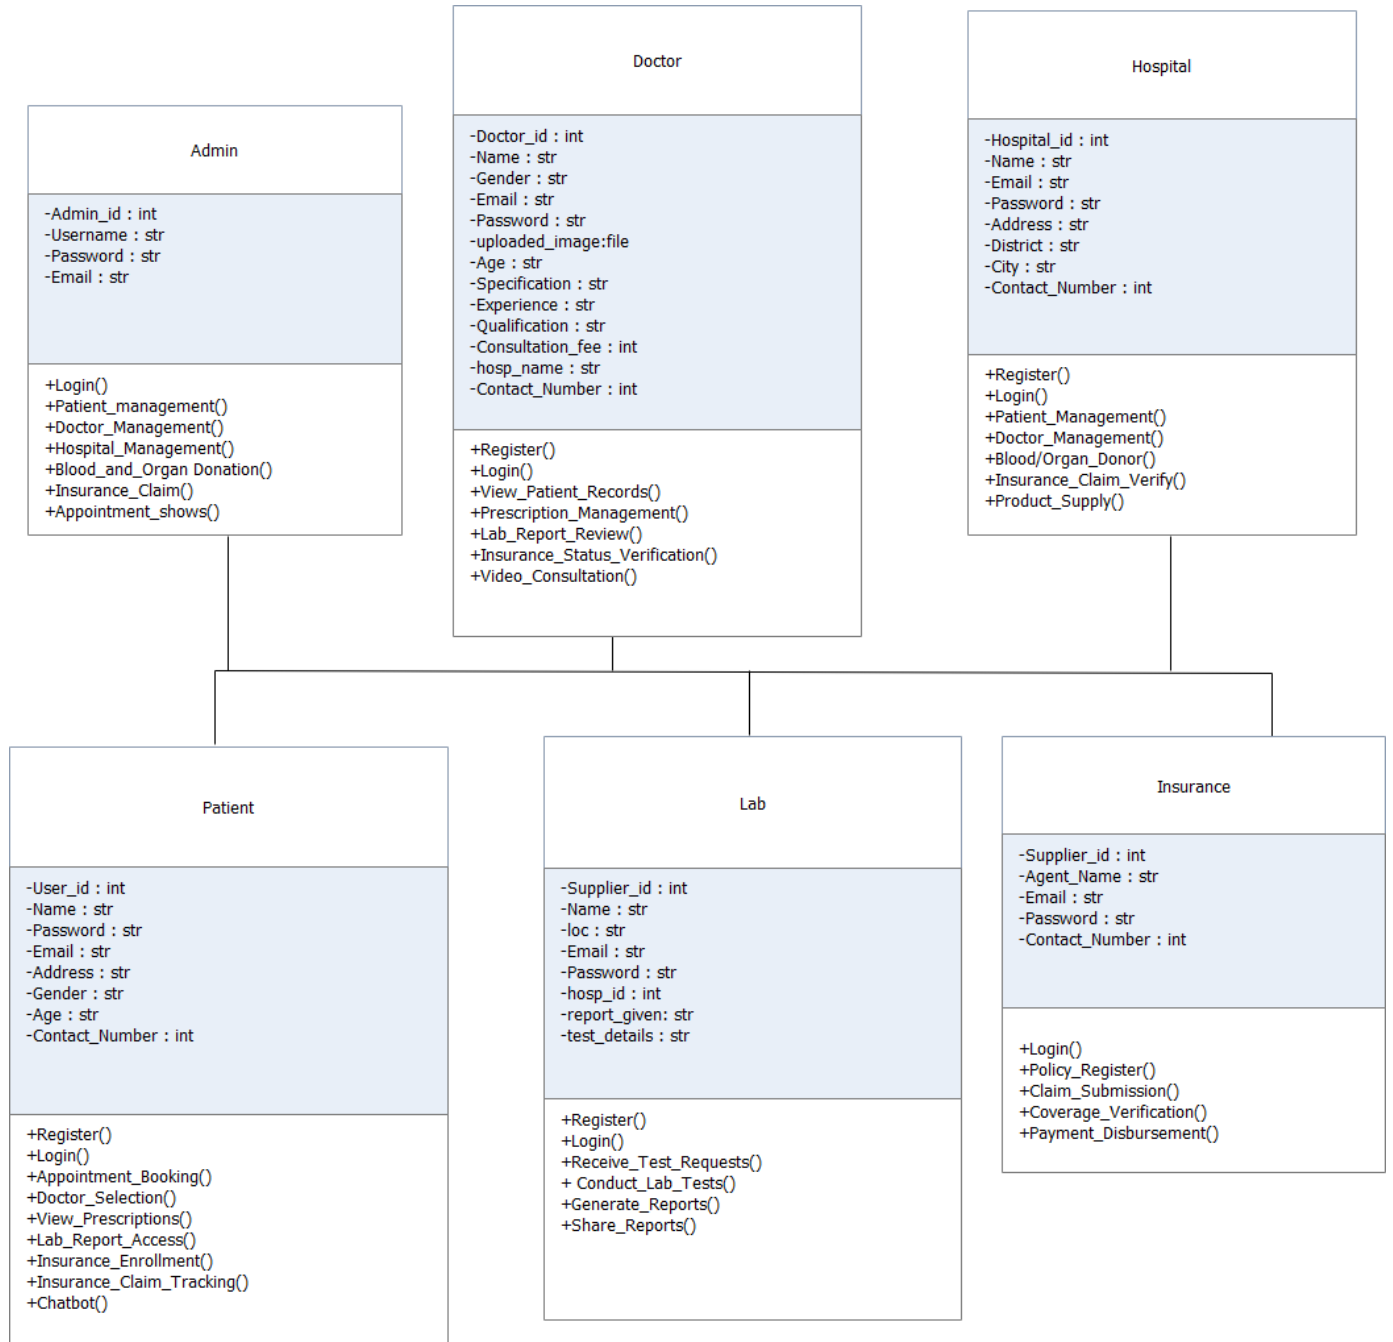 Admin
-Admin_id : int
-Username : str
-Password : str
-Email : str
+Login()
+Patient_management()
+Doctor_Management()
+Hospital_Management()
+Blood_and_Organ Donation()
+Insurance_Claim()
+Appointment_shows()
Doctor
-Doctor_id : int
-Name : str
-Gender : str
-Email : str
-Password : str
-uploaded_image:file
-Age : str
-Specification : str
-Experience : str
-Qualification : str
-Consultation_fee : int
-hosp_name : str
-Contact_Number : int
+Register()
+Login()
+View_Patient_Records()
+Prescription_Management()
+Lab_Report_Review()
+Insurance_Status_Verification()
+Video_Consultation()
Hospital
-Hospital_id : int
-Name : str
-Email : str
-Password : str
-Address : str
-District : str
-City : str
-Contact_Number : int
+Register()
+Login()
+Patient_Management()
+Doctor_Management()
+Blood/Organ_Donor()
+Insurance_Claim_Verify()
+Product_Supply()
Patient
-User_id : int
-Name : str
-Password : str
-Email : str
-Address : str
-Gender : str
-Age : str
-Contact_Number : int
+Register()
+Login()
+Appointment_Booking()
+Doctor_Selection()
+View_Prescriptions()
+Lab_Report_Access()
+Insurance_Enrollment()
+Insurance_Claim_Tracking()
+Chatbot()
Lab
-Supplier_id : int
-Name : str
-loc : str
-Email : str
-Password : str
-hosp_id : int
-report_given: str
-test_details : str
+Register()
+Login()
+Receive_Test_Requests()
+ Conduct_Lab_Tests()
+Generate_Reports()
+Share_Reports()
Insurance
-Supplier_id : int
-Agent_Name : str
-Email : str
-Password : str
-Contact_Number : int
+Login()
+Policy_Register()
+Claim_Submission()
+Coverage_Verification()
+Payment_Disbursement()